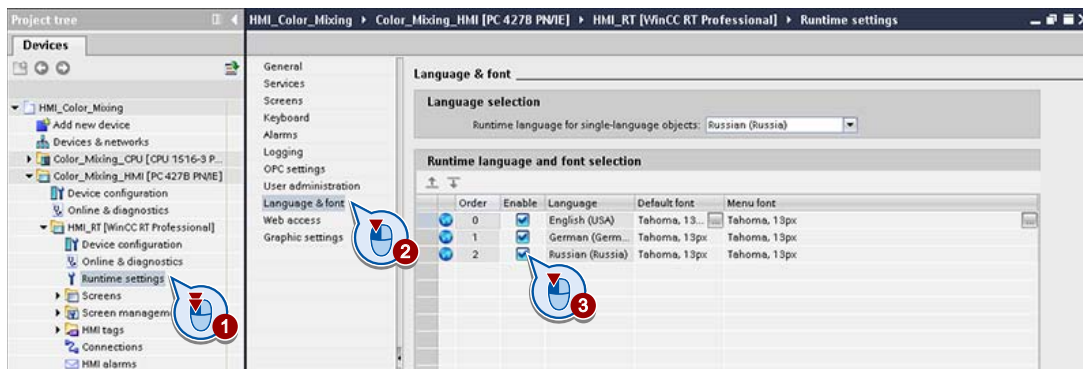 Project tree
HMI_Color_Mixing ▸ Color_Mixing_HMI [PC 427B PN/IE] ▸ HMI_RT [WinCC RT Professional] ▸ Runtime settings
Devices
HMI_Color_Mixing
Add new device
Devices & networks
Color_Mixing_CPU [CPU 1516-3 P...
Color_Mixing_HMI [PC 427B PN/IE]
Device configuration
Online & diagnostics
HMI_RT [WinCC RT Professional]
Device configuration
Online & diagnostics
Runtime settings
Screens
Screen managem
HMI tags
Connections
HMI alarms
1
General
Services
Screens
Keyboard
Alarms
Logging
OPC settings
User administration
Language & font
Web access
Graphic settings
2
Language & font
Language selection
Runtime language for single-language objects: Russian (Russia)
Runtime language and font selection
Order Enable Language Default font Menu font
0 English (USA) Tahoma, 13... Tahoma, 13px
1 German (Germ... Tahoma, 13px Tahoma, 13px
2 Russian (Russia) Tahoma, 13px Tahoma, 13px
3